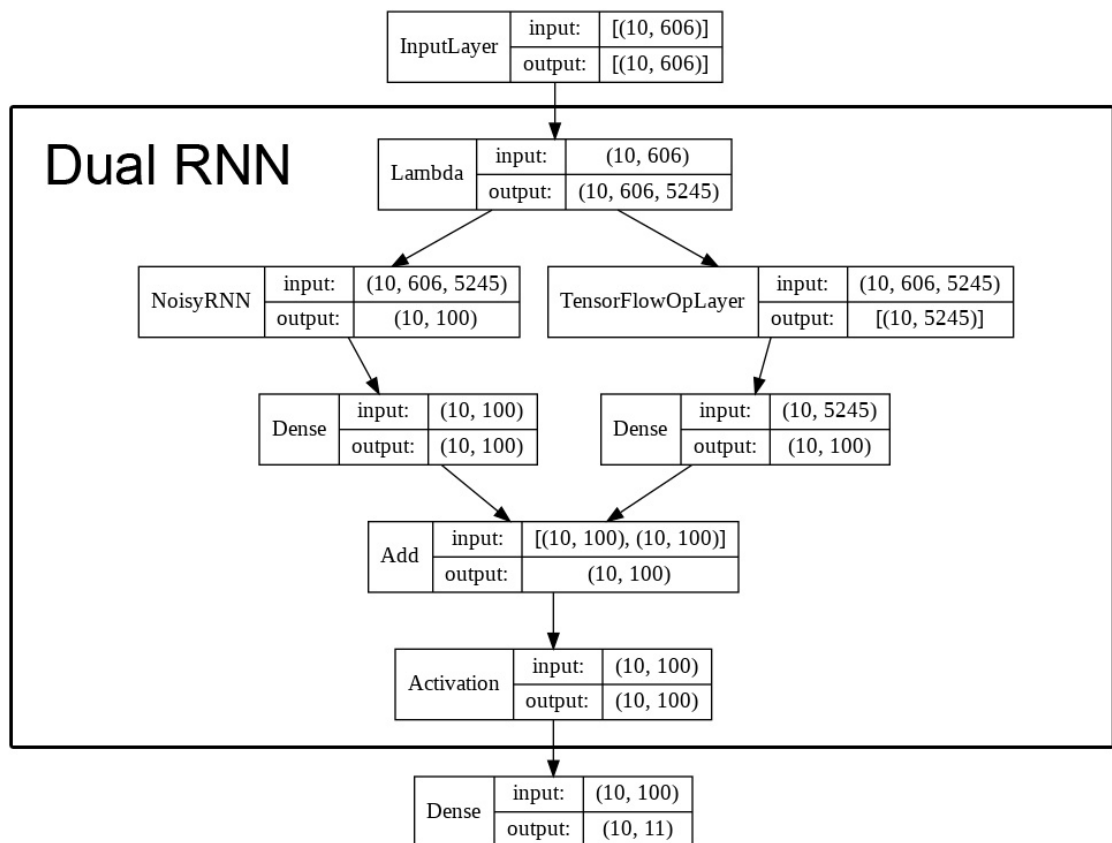 InputLayer input: [(10, 606)]
output: [(10, 606)]
Dual RNN
Lambda input: (10, 606)
output: (10, 606, 5245)
NoisyRNN input: (10, 606, 5245)
output: (10, 100)
TensorFlowOpLayer input: (10, 606, 5245)
output: [(10, 5245)]
Dense input: (10, 100)
output: (10, 100)
Dense input: (10, 5245)
output: (10, 100)
Add input: [(10, 100), (10, 100)]
output: (10, 100)
Activation input: (10, 100)
output: (10, 100)
Dense input: (10, 100)
output: (10, 11)